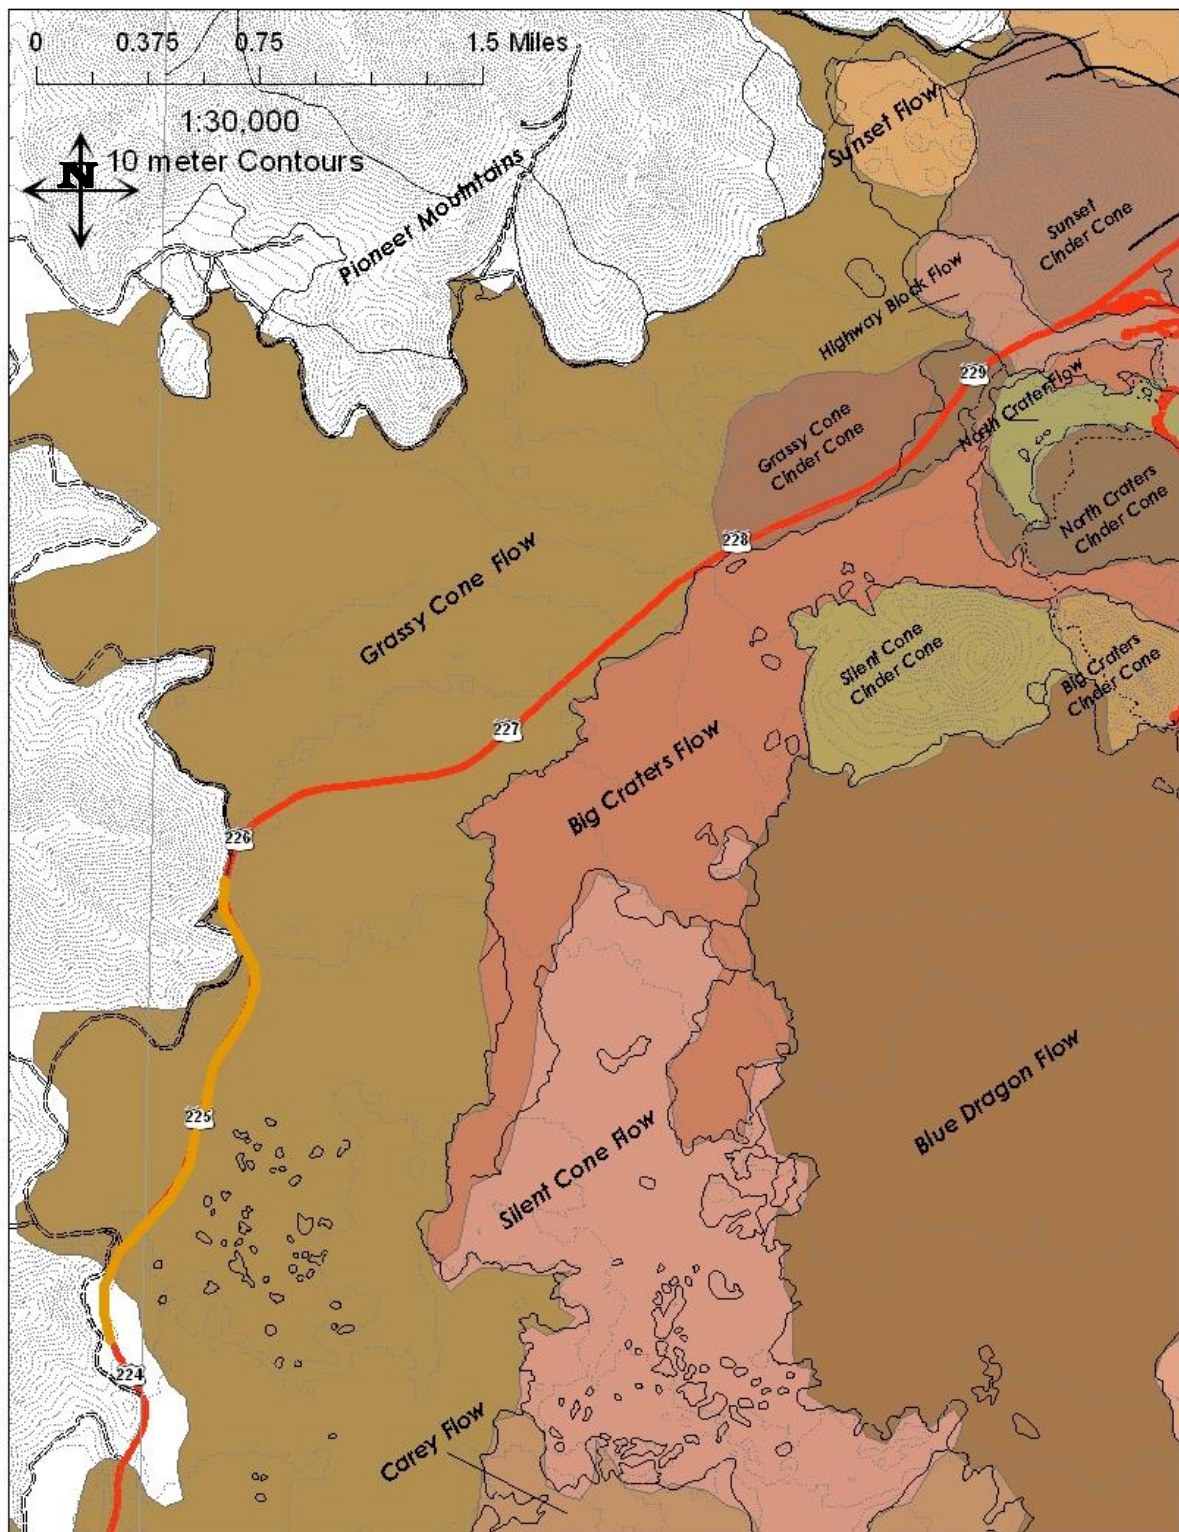 0 0.375 0.75 1.5 Miles
1:30,000
N 10 meter Contours
Pioneer Mountains
Sunset Flow
Sunset
Cinder Cone
Highway Block Flow
229
North Crater Flow
Grassy Cone
Cinder Cone
North Craters
Cinder Cone
228
Grassy Cone Flow
Silent Cone
Cinder Cone
Big Craters
Cinder Cone
227
Big Craters Flow
226
Blue Dragon Flow
225
Silent Cone Flow
224
Carey Flow